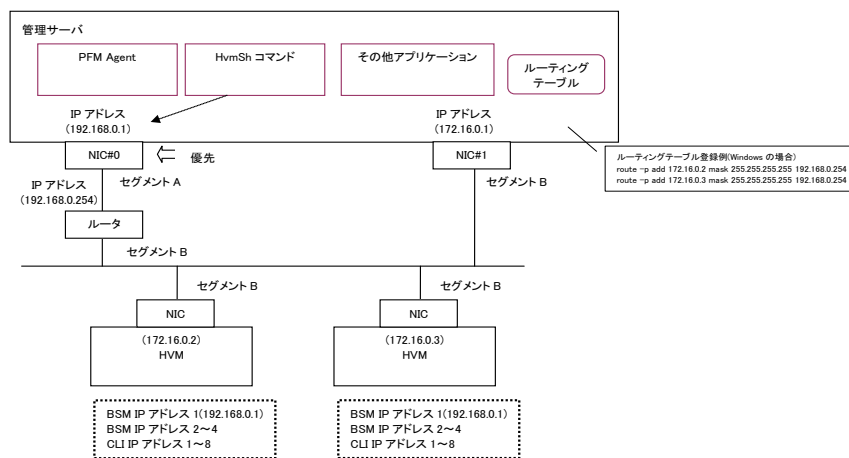 管理サーバ
PFM Agent
HvmSh コマンド
その他アプリケーション
ルーティング
テーブル
IP アドレス
(192.168.0.1)
IP アドレス
(172.16.0.1)
NIC#0
優先
NIC#1
ルーティングテーブル登録例(Windows の場合)
route -p add 172.16.0.2 mask 255.255.255.255 192.168.0.254
route -p add 172.16.0.3 mask 255.255.255.255 192.168.0.254
セグメント A
セグメント B
IP アドレス
(192.168.0.254)
ルータ
セグメント B
セグメント B
セグメント B
NIC
NIC
(172.16.0.2)
HVM
(172.16.0.3)
HVM
BSM IP アドレス 1(192.168.0.1)
BSM IP アドレス 2～4
CLI IP アドレス 1～8
BSM IP アドレス 1(192.168.0.1)
BSM IP アドレス 2～4
CLI IP アドレス 1～8